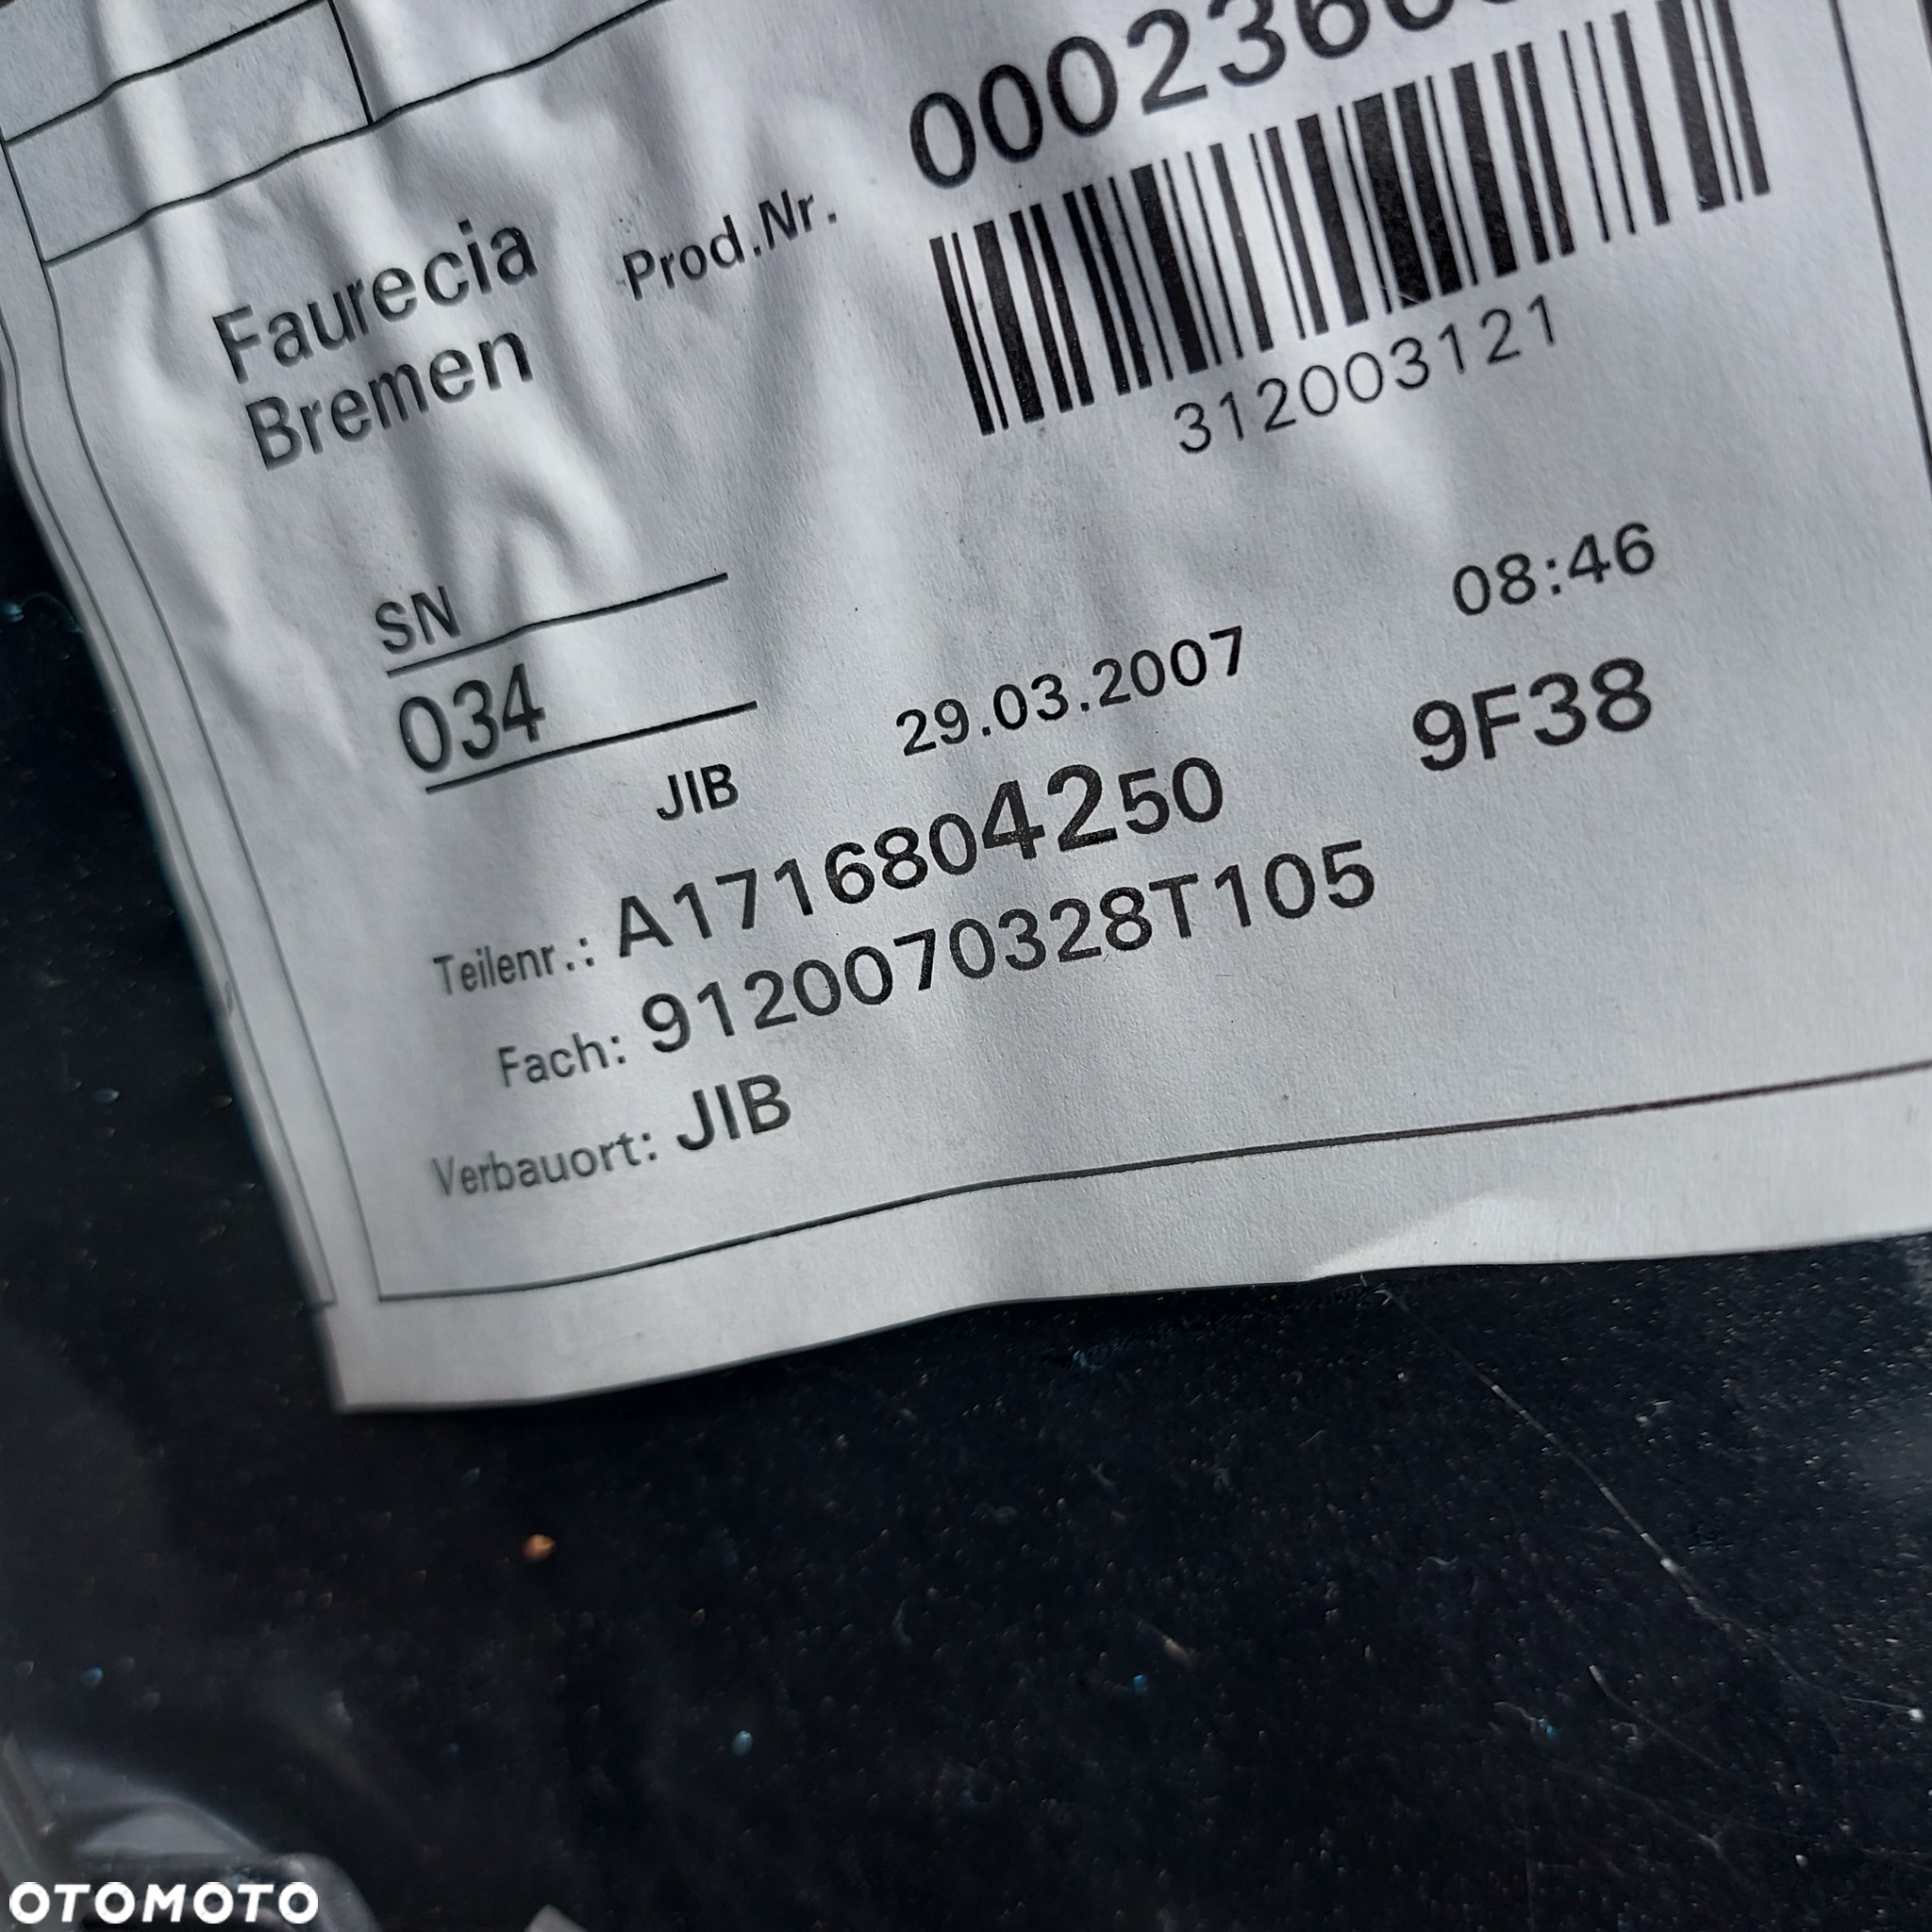 Faurecia
Bremen
Prod.Nr.
312003121
SN
034
JIB
29.03.2007
08:46
Teilenr.: A1716804250
9F38
Fach: 9120070328T105
Verbauort: JIB
OTOMOTO